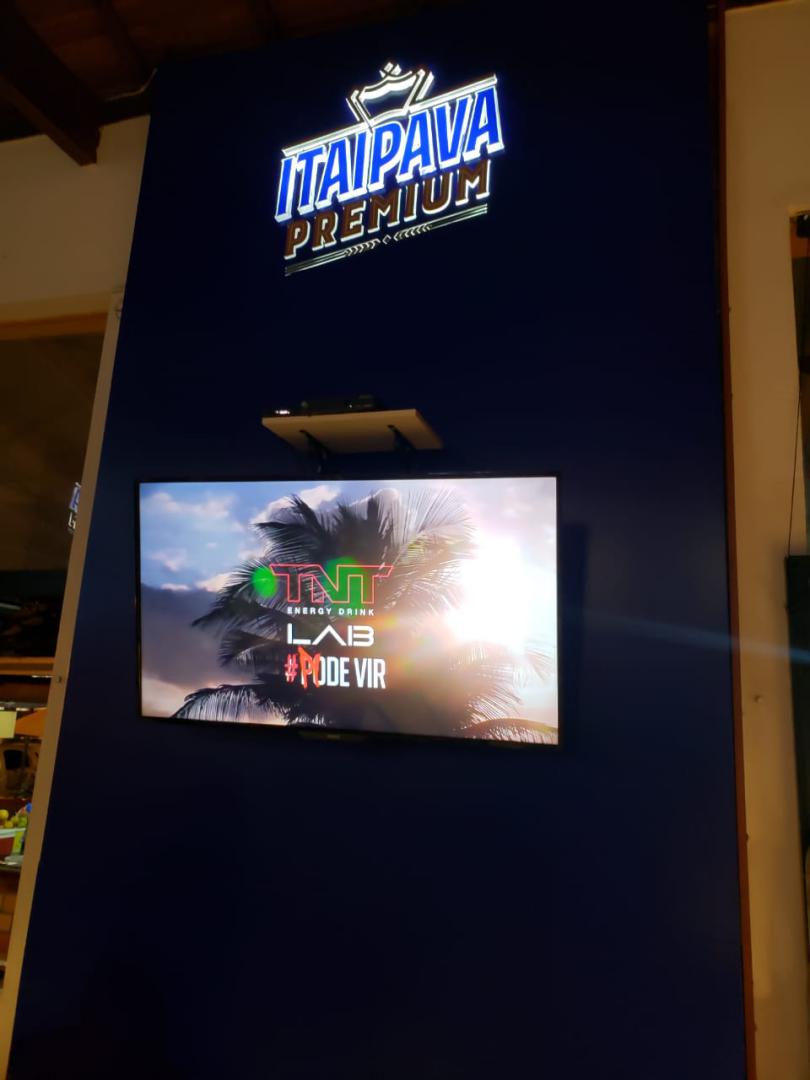 ITAIPAVA
PREMIUM
TNT
ENERGY DRINK
LAB
#PODE VIR